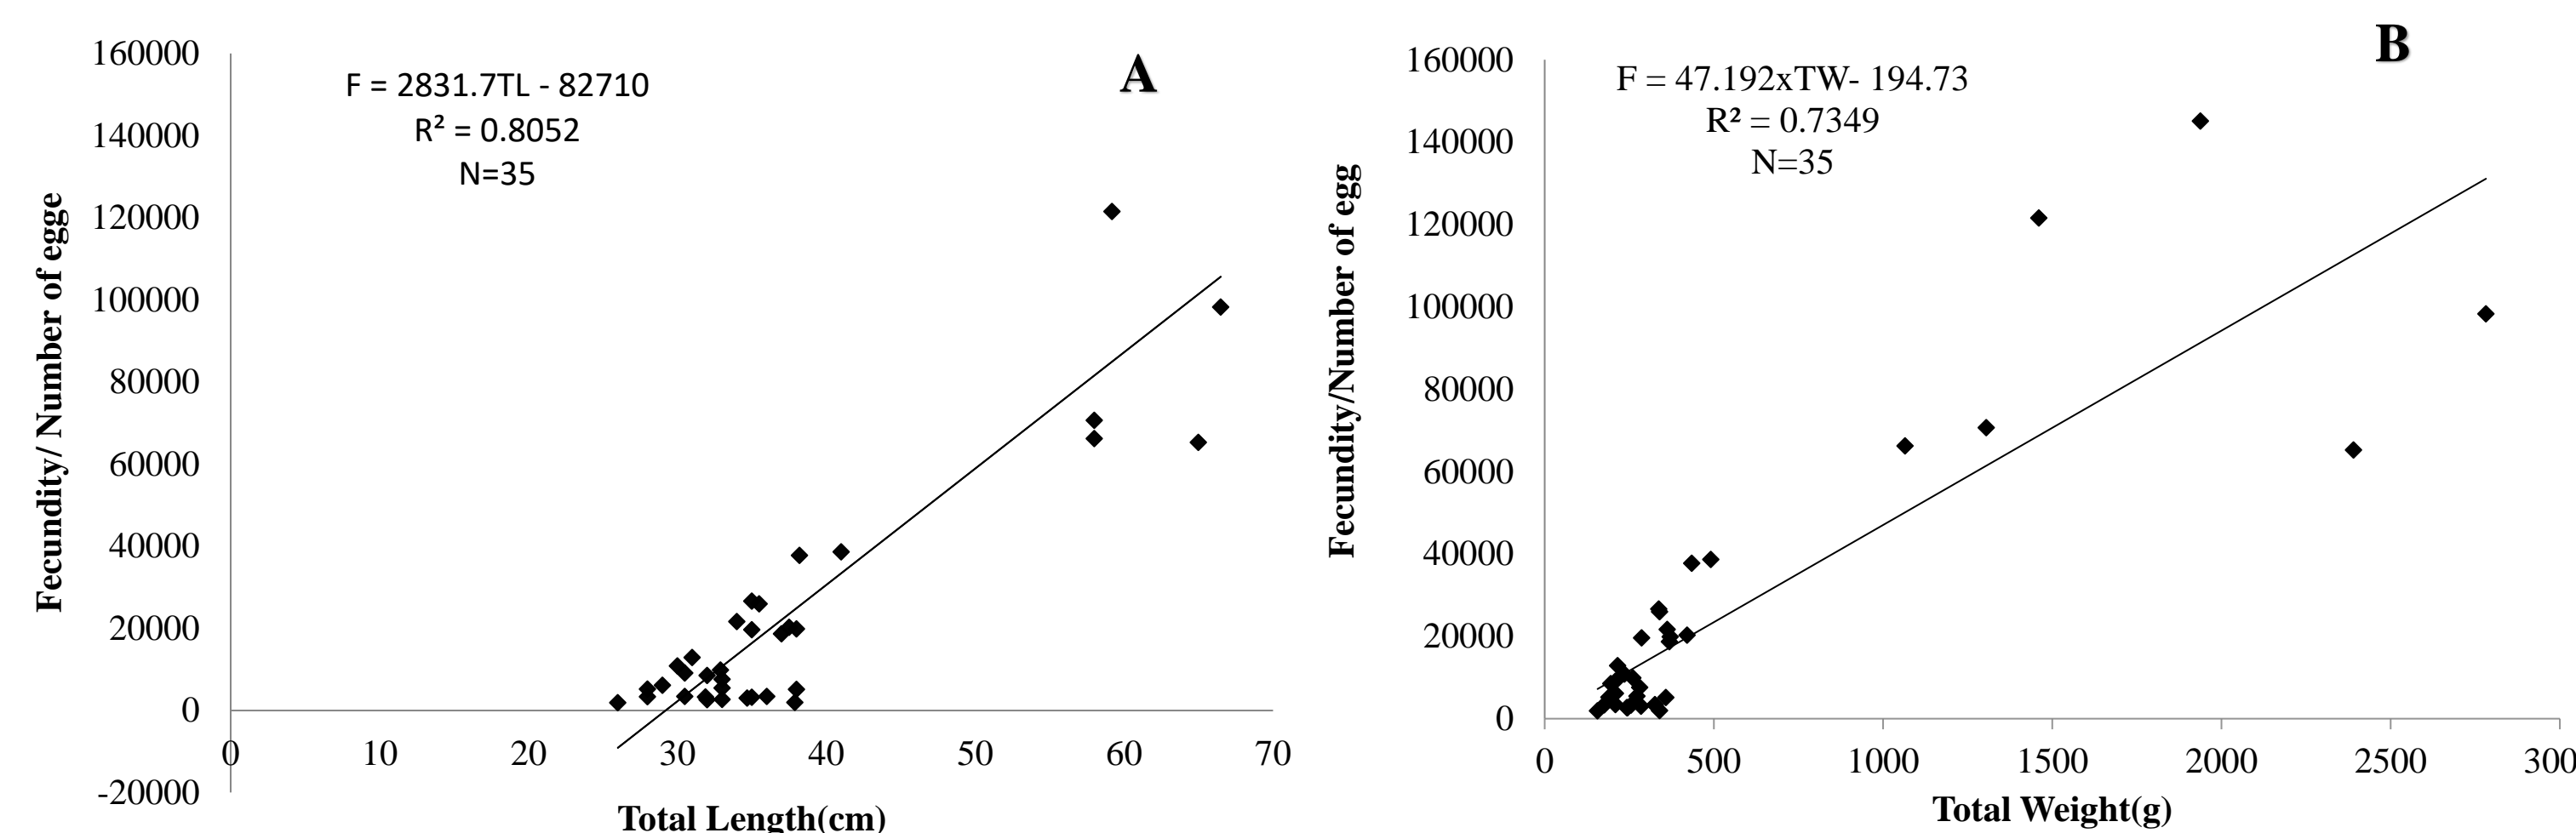 A
F = 2831.7TL - 82710
R² = 0.8052
N=35
Fecundity/ Number of egge
160000
140000
120000
100000
80000
60000
40000
20000
0
-20000
0 10 20 30 40 50 60 70
Total Length(cm)
B
F = 47.192xTW- 194.73
R² = 0.7349
N=35
Fecundity/Number of egg
160000
140000
120000
100000
80000
60000
40000
20000
0
0 500 1000 1500 2000 2500 300
Total Weight(g)